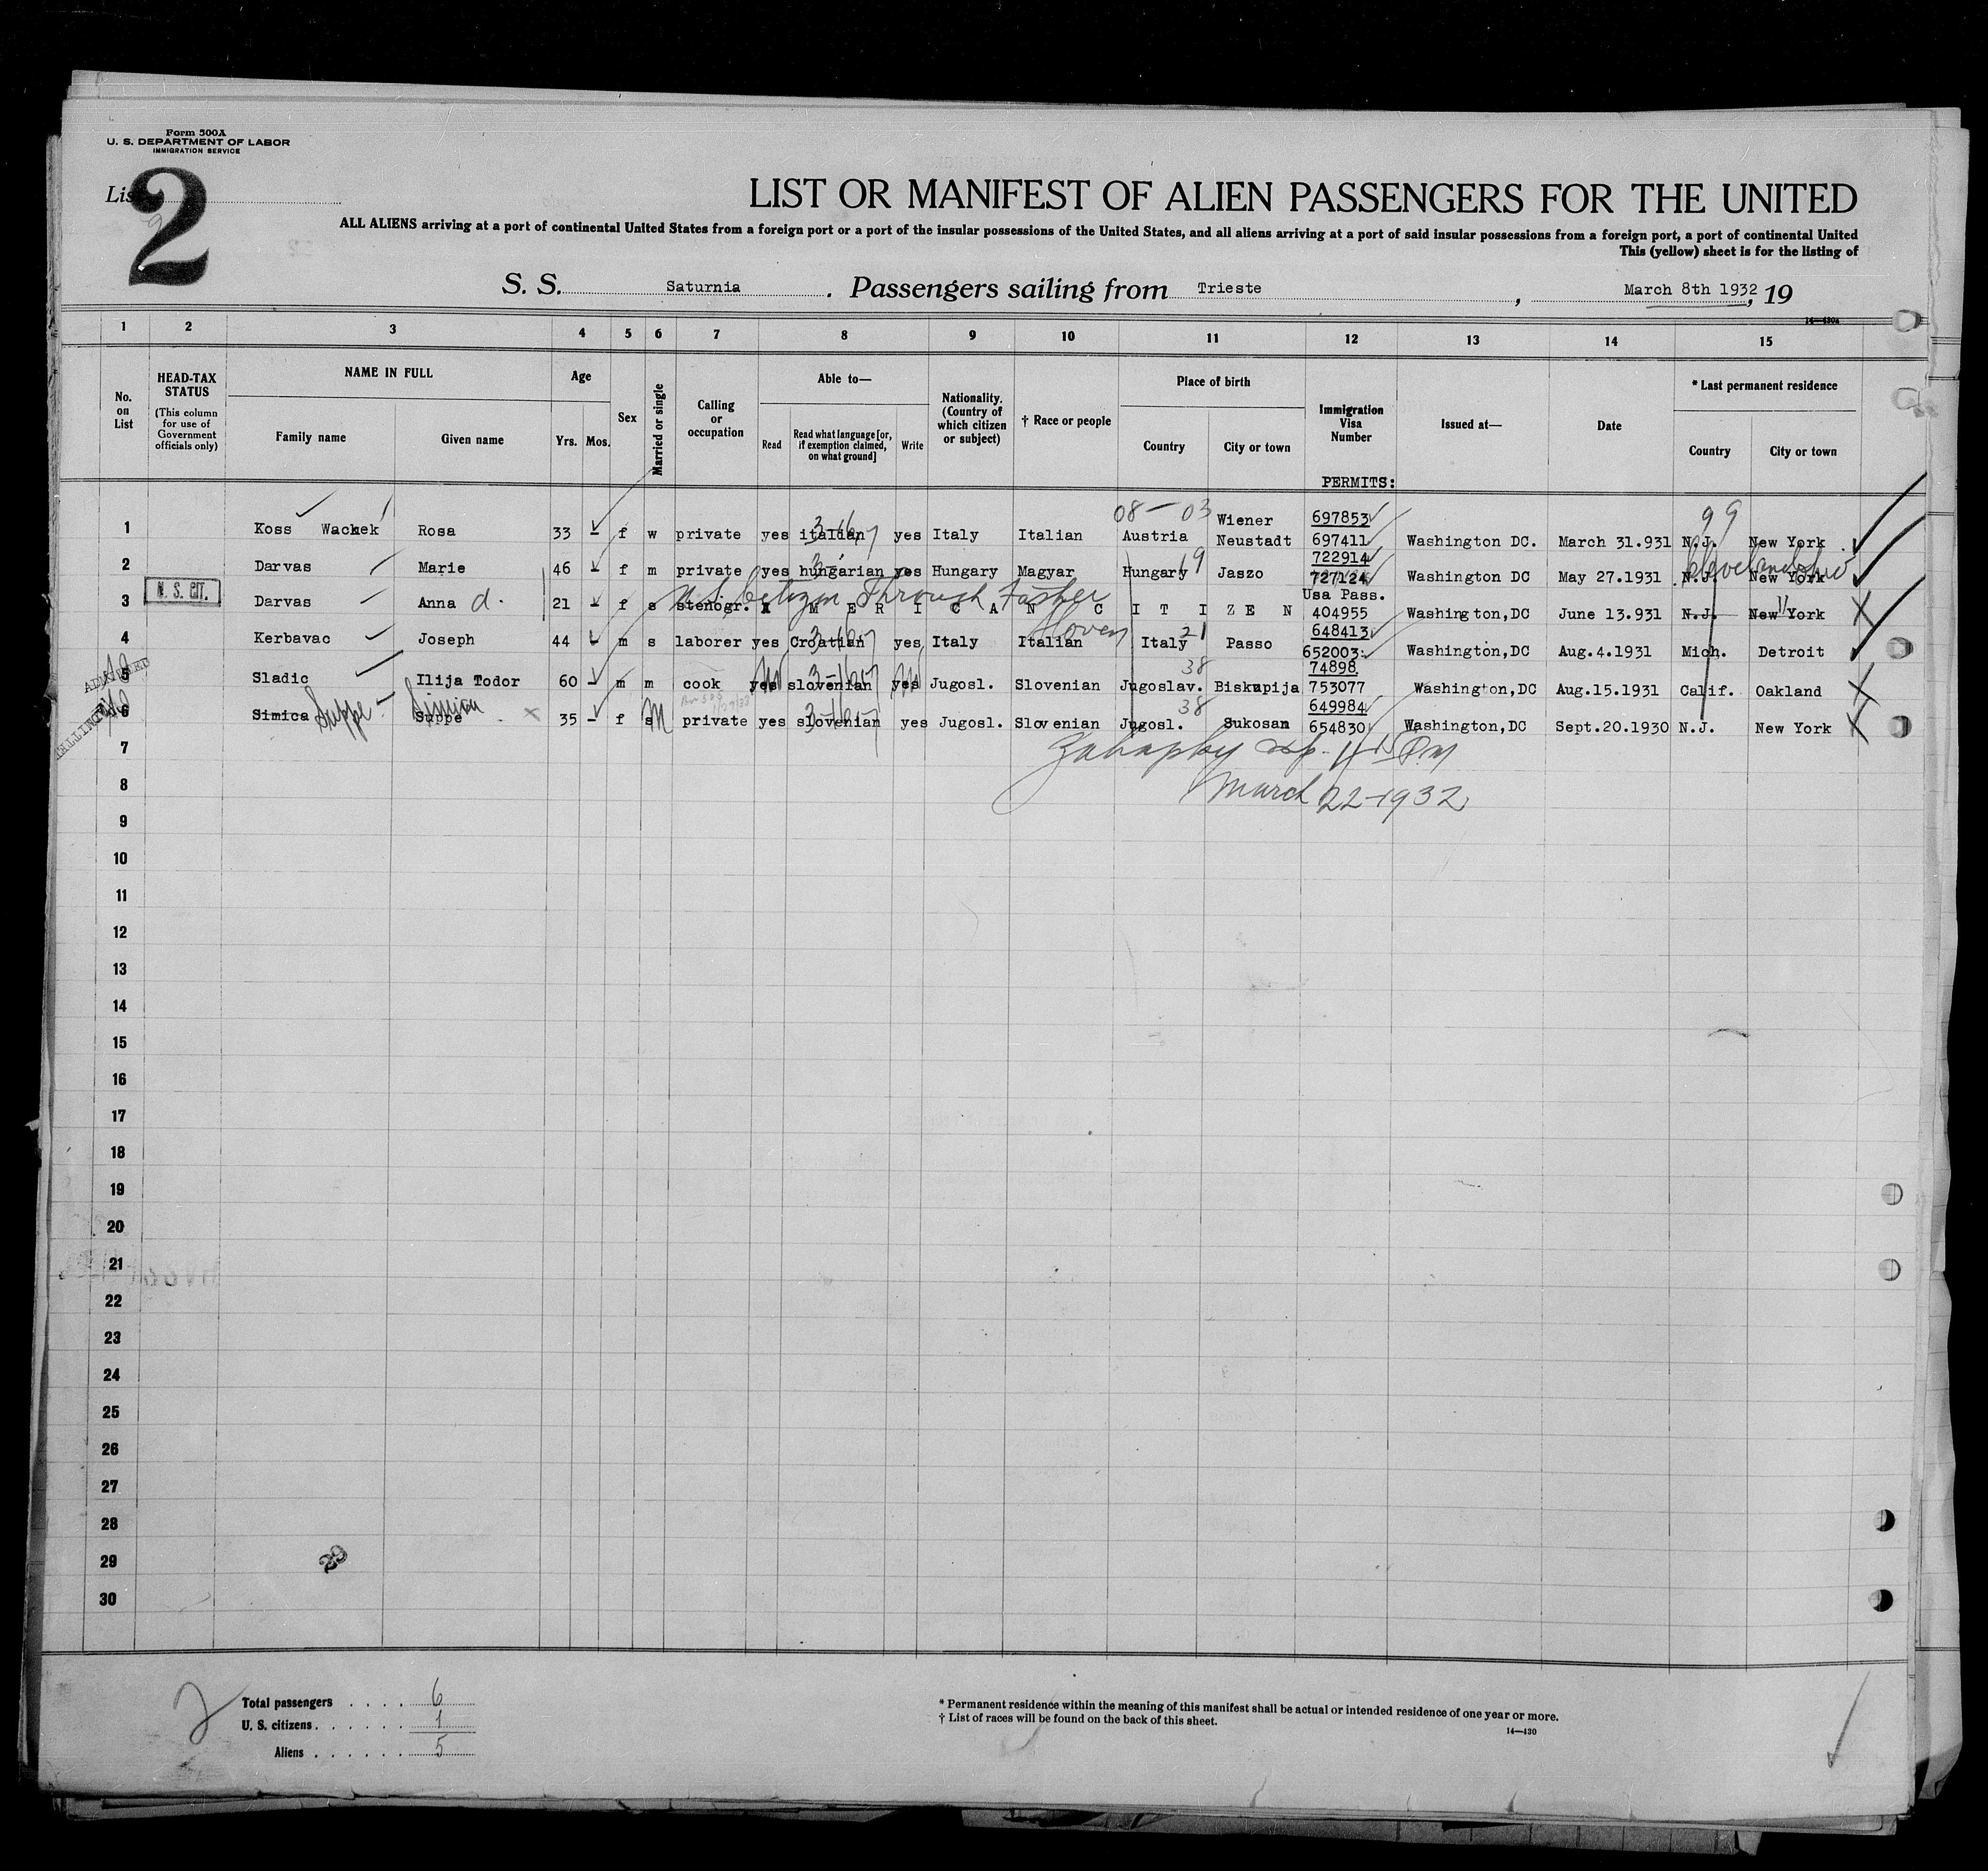 Form 500A
U. S. DEPARTMENT OF LABOR
IMMIGRATION SERVICE
List 2
LIST OR MANIFEST OF ALIEN PASSENGERS FOR THE UNITED
ALL ALIENS arriving at a port of continental United States from a foreign port or a port of the insular possessions of the United States, and all aliens arriving at a port of said insular possessions from a foreign port, a port of continental United
This (yellow) sheet is for the listing of
S. S. Saturnia. Passengers sailing from Trieste, March 8th 1932, 19
14—430a
1 2 3 4 5 6 7 8 9 10 11 12 13 14 15
No. on List
HEAD-TAX STATUS
(This column for use of Government officials only)
NAME IN FULL
Family name Given name
Age
Yrs. Mos.
Sex
Married or single
Calling or occupation
Able to—
Read
Read what language [or, if exemption claimed, on what ground]
Write
Nationality. (Country of which citizen or subject)
† Race or people
Place of birth
Country City or town
Immigration Visa Number
PERMITS:
Issued at—
Date
* Last permanent residence
Country City or town
08 - 03 99
1 Koss Wachek Rosa 33 - f w private yes italian yes Italy Italian Austria Wiener Neustadt 697853 697411 Washington DC. March 31.931 N.J. New York
2 Darvas Marie 46 - f m private yes hungarian yes Hungary Magyar Hungary 19 Jaszo 722914 727124 Washington DC May 27.1931 N.J. New York Cleveland Ohio
U.S. Citizen Through Father
3 U. S. CIT. Darvas Anna d. 21 - f s stenogr. A M E R I C A N C I T I Z E N Usa Pass. 404955 Washington,DC June 13.931 N.J. New York
4 Kerbavac Joseph 44 - m s laborer yes Croatian yes Italy Italian Sloven Italy 21 Passo 648413 652003 Washington,DC Aug.4.1931 Mich. Detroit
5 Sladic Ilija Todor 60 - m m cook yes slovenian yes Jugosl. Slovenian Jugoslav. 38 Biskupija 74898 753077 Washington,DC Aug.15.1931 Calif. Oakland
6 Simica Suppe Suppe Simica 35 - f s M private yes slovenian yes Jugosl. Slovenian Jugosl. 38 Sukosan 649984 654830 Washington,DC Sept.20.1930 N.J. New York
ADMITTED
7
March 22-1932
8
9
10
11
12
13
14
15
16
17
18
19
20
21
22
23
24
25
26
27
28
29
30
2
Total passengers . . . . 6
U. S. citizens . . . . . . 1
Aliens . . . . . . 5
* Permanent residence within the meaning of this manifest shall be actual or intended residence of one year or more.
† List of races will be found on the back of this sheet.
14—430